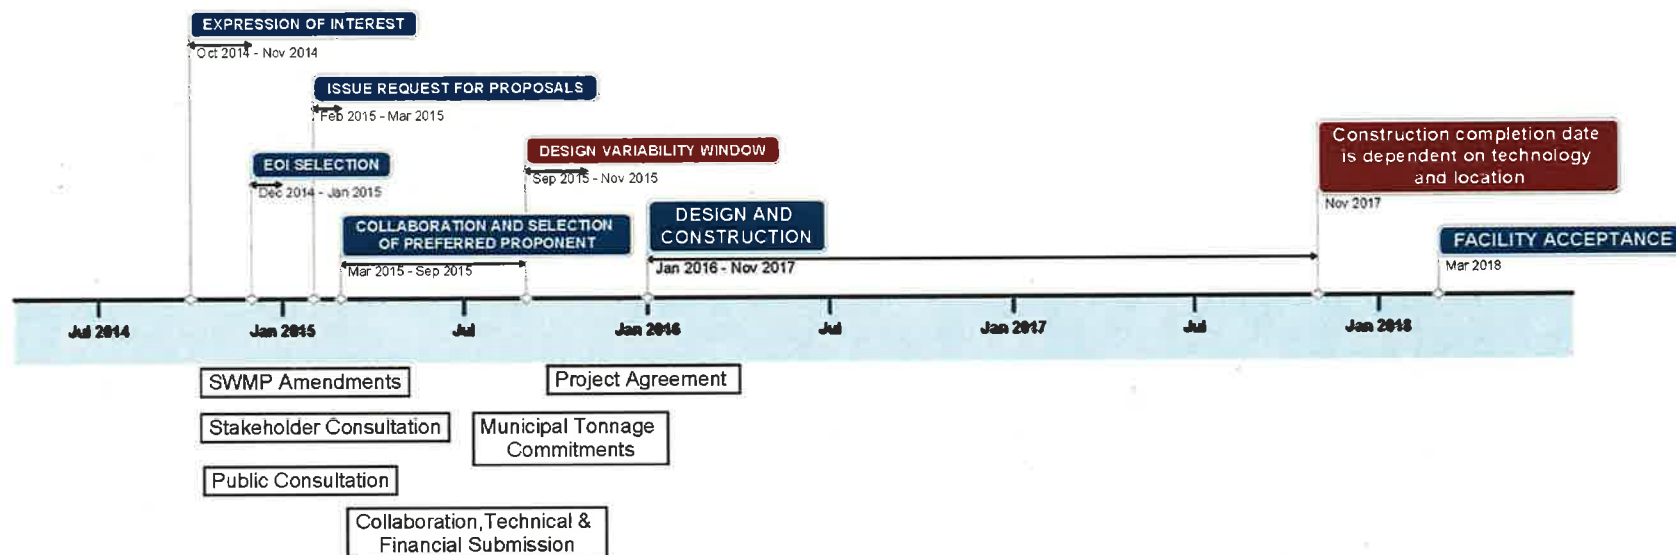 EXPRESSION OF INTEREST
Oct 2014 - Nov 2014
ISSUE REQUEST FOR PROPOSALS
Feb 2015 - Mar 2015
EOI SELECTION
Dec 2014 - Jan 2015
DESIGN VARIABILITY WINDOW
Sep 2015 - Nov 2015
Construction completion date
is dependent on technology
and location
Nov 2017
COLLABORATION AND SELECTION
OF PREFERRED PROPONENT
Mar 2015 - Sep 2015
DESIGN AND
CONSTRUCTION
Jan 2016 - Nov 2017
FACILITY ACCEPTANCE
Mar 2018
Jul 2014
Jan 2015
Jul
Jan 2016
Jul
Jan 2017
Jul
Jan 2018
SWMP Amendments
Project Agreement
Stakeholder Consultation
Municipal Tonnage
Commitments
Public Consultation
Collaboration,Technical &
Financial Submission